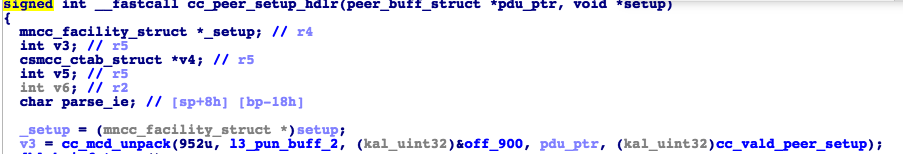 signed int __fastcall cc_peer_setup_hdlr(peer_buff_struct *pdu_ptr, void *setup)
{
  mncc_facility_struct *_setup; // r4
  int v3; // r5
  csmcc_ctab_struct *v4; // r5
  int v5; // r5
  int v6; // r2
  char parse_ie; // [sp+8h] [bp-18h]

  _setup = (mncc_facility_struct *)setup;
  v3 = cc_mcd_unpack(952u, l3_pun_buff_2, (kal_uint32)&off_900, pdu_ptr, (kal_uint32)cc_vald_peer_setup);